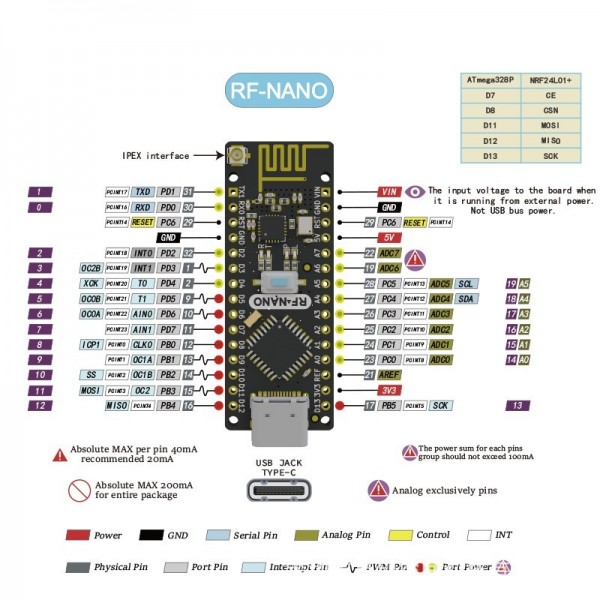 RF-NANO
ATmega328P NRF24L01+
D7 CE
D8 CSN
D11 MOSI
D12 MISO
D13 SCK
IPEX interface
1 PCINT17 TXD PD1 31 TX1 VIN VIN The input voltage to the board when
it is running from external power.
Not USB bus power.
0 PCINT16 RXD PD0 30 RX0 GND GND
PCINT14 RESET PC6 29 RST RST 29 PC6 RESET PCINT14
GND GND 5V 5V
2 PCINT18 INT0 PD2 32 D2 A7 22 ADC7
3 OC2B PCINT19 INT1 PD3 1 D3 A6 19 ADC6
4 XCK PCINT20 T0 PD4 2 D4 A5 28 PC5 PCINT13 ADC5 SCL 19 A5
5 OC0B PCINT21 T1 PD5 9 D5 A4 27 PC4 PCINT12 ADC4 SDA 18 A4
6 OC0A PCINT22 AIN0 PD6 10 D6 A3 26 PC3 PCINT11 ADC3 17 A3
7 PCINT23 AIN1 PD7 11 D7 A2 25 PC2 PCINT10 ADC2 16 A2
8 ICP1 PCINT0 CLK0 PB0 12 D8 A1 24 PC1 PCINT9 ADC1 15 A1
9 PCINT1 OC1A PB1 13 D9 A0 23 PC0 PCINT8 ADC0 14 A0
10 SS PCINT2 OC1B PB2 14 D10 REF 21 AREF
11 MOSI PCINT3 OC2 PB3 15 D11 3V3 3V3
12 MISO PCINT4 PB4 16 D12 D13 17 PB5 PCINT5 SCK 13
RF-NANO
Absolute MAX per pin 40mA
recommended 20mA
The power sum for each pins
group should not exceed 100mA
USB JACK
TYPE-C
Absolute MAX 200mA
for entire package
Analog exclusively pins
Power GND Serial Pin Analog Pin Control INT
Physical Pin Port Pin Interrupt Pin PWM Pin Port Power